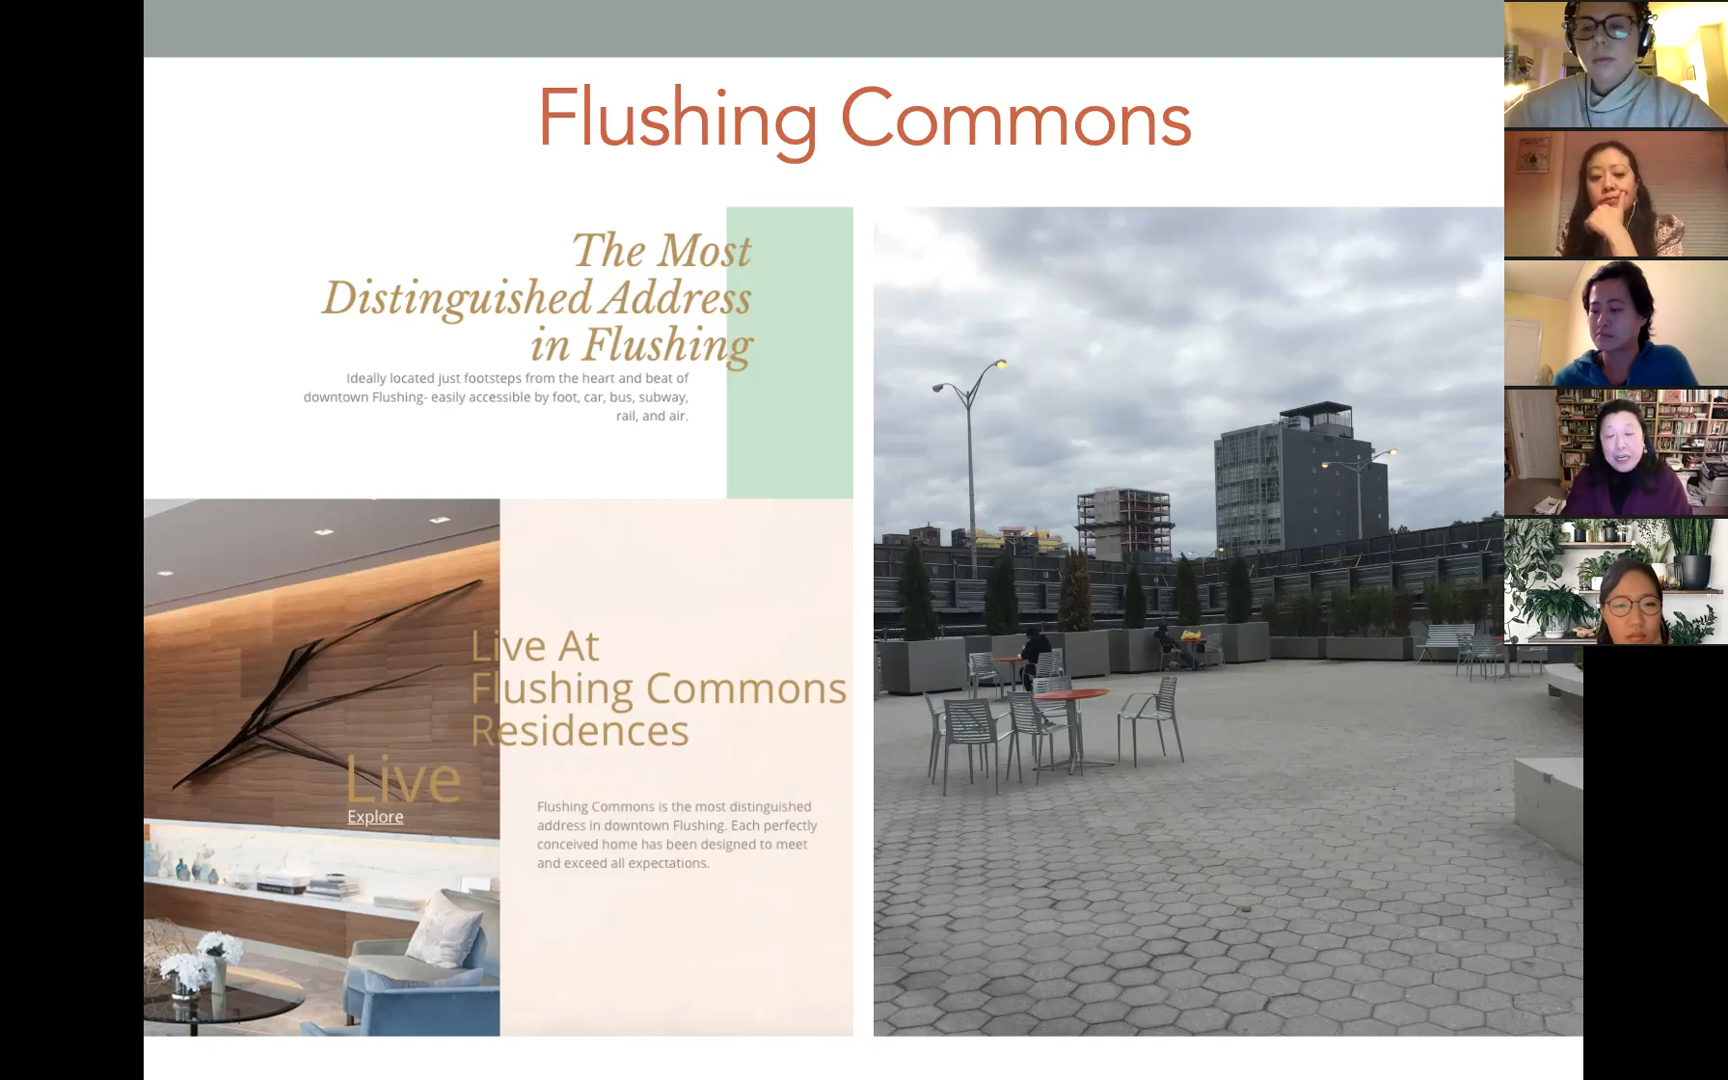 Flushing Commons
The Most
Distinguished Address
in Flushing
Ideally located just footsteps from the heart and beat of
downtown Flushing- easily accessible by foot, car, bus, subway,
rail, and air.
Live At
Flushing Commons
Residences
Live
Explore
Flushing Commons is the most distinguished
address in downtown Flushing. Each perfectly
conceived home has been designed to meet
and exceed all expectations.